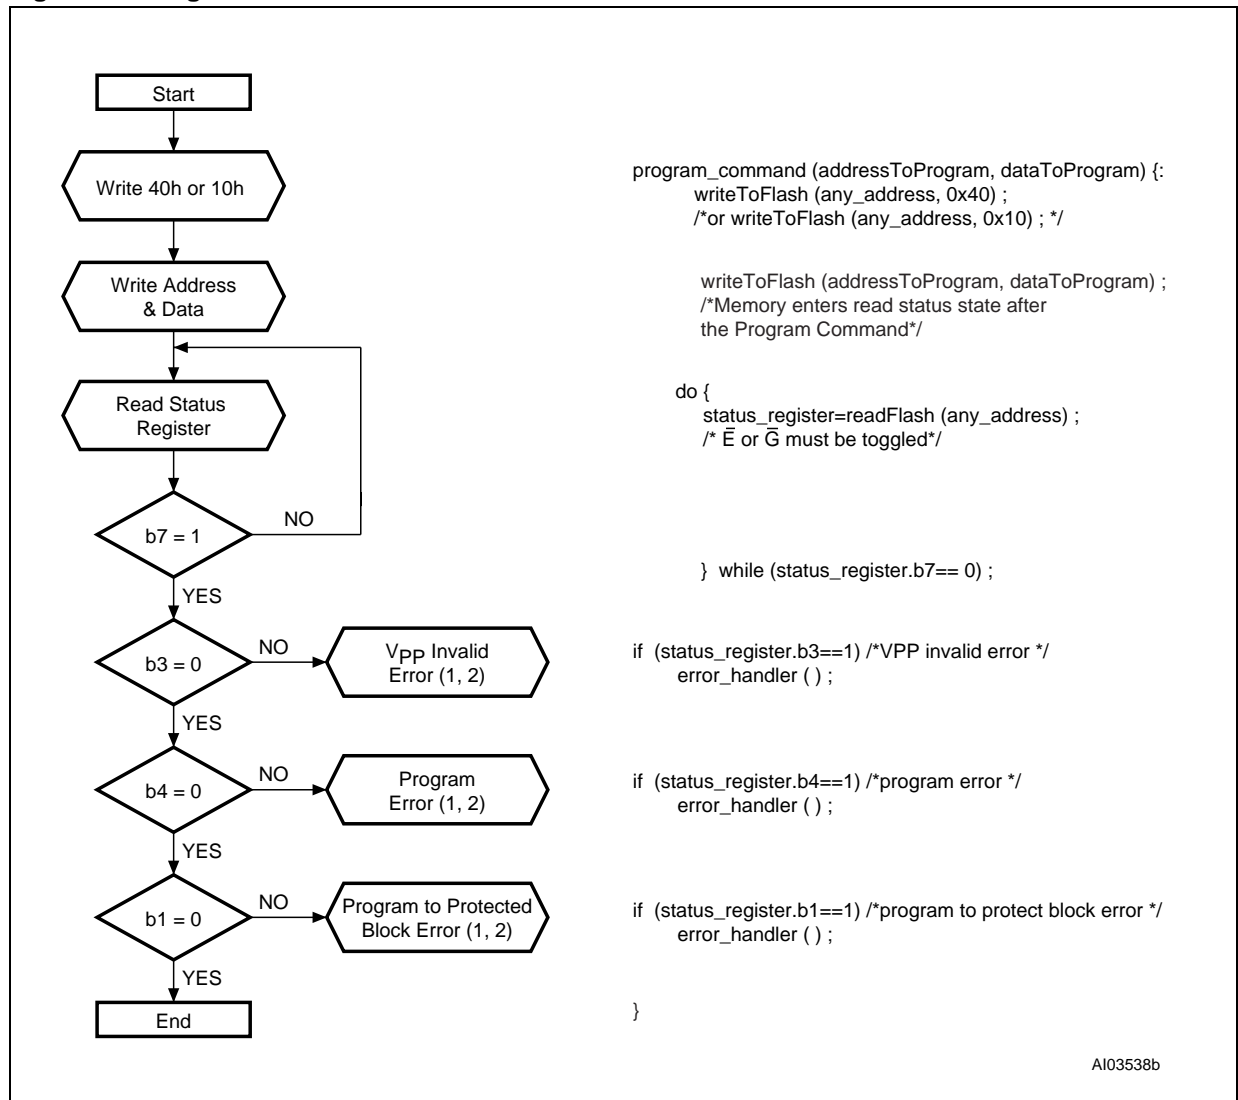 Start
Write 40h or 10h
Write Address
& Data
Read Status
Register
b7 = 1
NO
YES
b3 = 0
NO
VPP Invalid
Error (1, 2)
YES
b4 = 0
NO
Program
Error (1, 2)
YES
b1 = 0
NO
Program to Protected
Block Error (1, 2)
YES
End
program_command (addressToProgram, dataToProgram) {:
writeToFlash (any_address, 0x40) ;
/*or writeToFlash (any_address, 0x10) ; */
writeToFlash (addressToProgram, dataToProgram) ;
/*Memory enters read status state after
the Program Command*/
do {
status_register=readFlash (any_address) ;
/* E̅ or G̅ must be toggled*/
} while (status_register.b7== 0) ;
if (status_register.b3==1) /*VPP invalid error */
error_handler ( ) ;
if (status_register.b4==1) /*program error */
error_handler ( ) ;
if (status_register.b1==1) /*program to protect block error */
error_handler ( ) ;
}
AI03538b